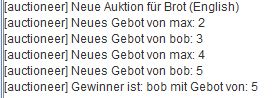 [auctioneer] Neue Auktion für Brot (English)
[auctioneer] Neues Gebot von max: 2
[auctioneer] Neues Gebot von bob: 3
[auctioneer] Neues Gebot von max: 4
[auctioneer] Neues Gebot von bob: 5
[auctioneer] Gewinner ist: bob mit Gebot von: 5